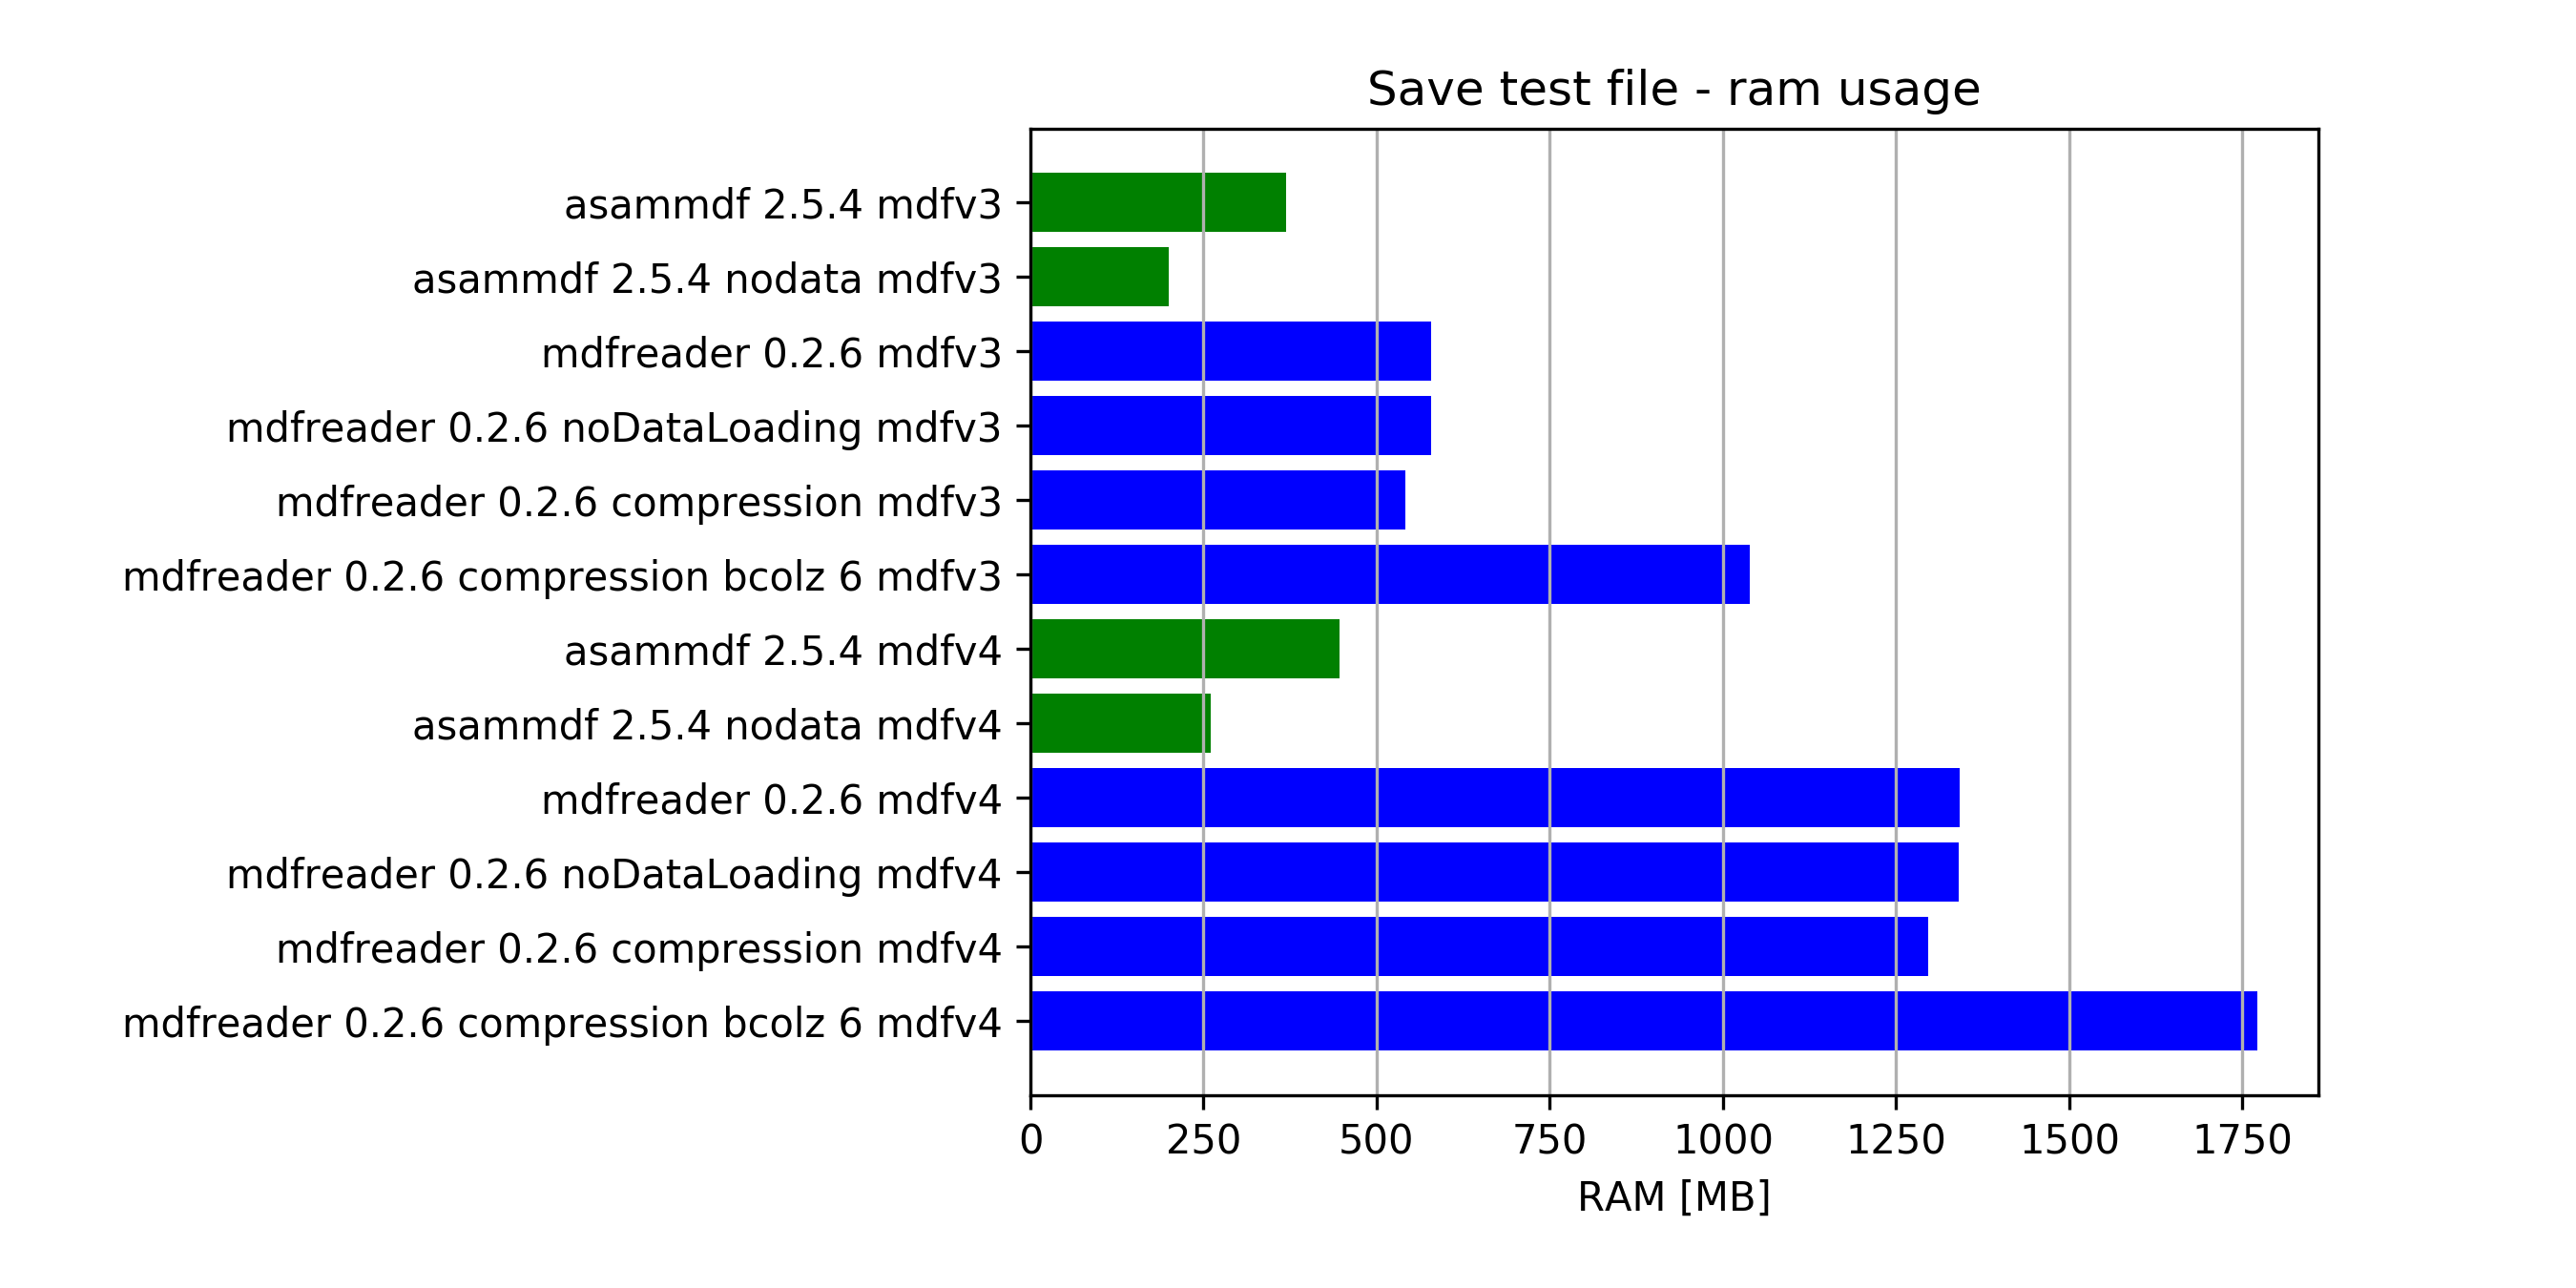 Save test file - ram usage
asammdf 2.5.4 mdfv3
asammdf 2.5.4 nodata mdfv3
mdfreader 0.2.6 mdfv3
mdfreader 0.2.6 noDataLoading mdfv3
mdfreader 0.2.6 compression mdfv3
mdfreader 0.2.6 compression bcolz 6 mdfv3
asammdf 2.5.4 mdfv4
asammdf 2.5.4 nodata mdfv4
mdfreader 0.2.6 mdfv4
mdfreader 0.2.6 noDataLoading mdfv4
mdfreader 0.2.6 compression mdfv4
mdfreader 0.2.6 compression bcolz 6 mdfv4
0 250 500 750 1000 1250 1500 1750
RAM [MB]